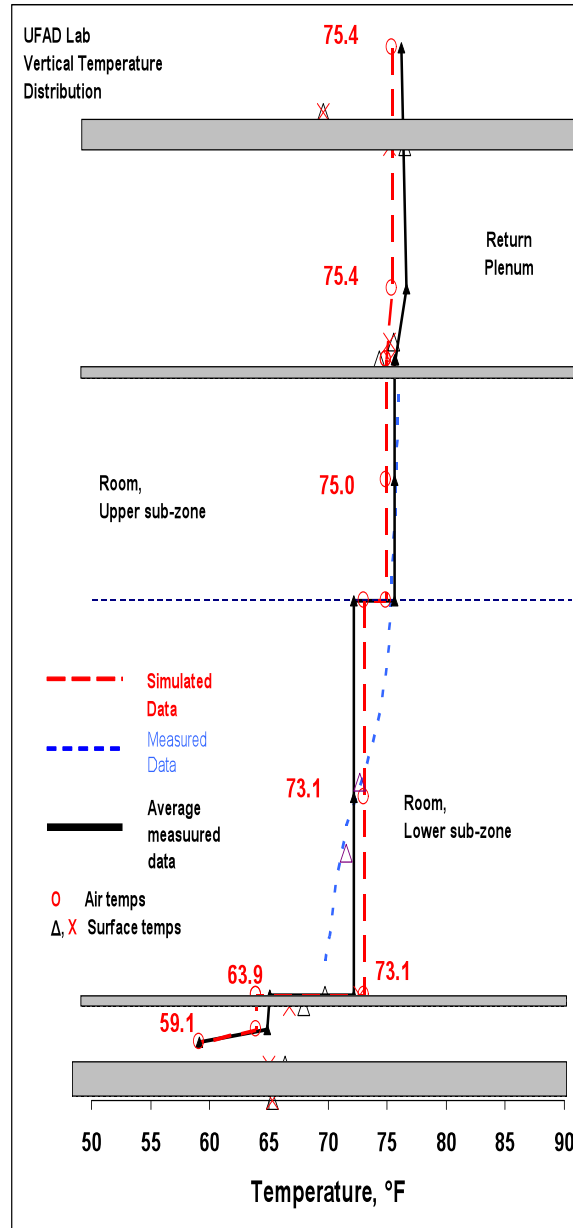 UFAD Lab
Vertical Temperature
Distribution
75.4
75.4
Return
Plenum
75.0
Room,
Upper sub-zone
Simulated
Data
Measured
Data
Average
measuured
data
O Air temps
Δ, X Surface temps
73.1
Room,
Lower sub-zone
63.9
73.1
59.1
50 55 60 65 70 75 80 85 90
Temperature, °F